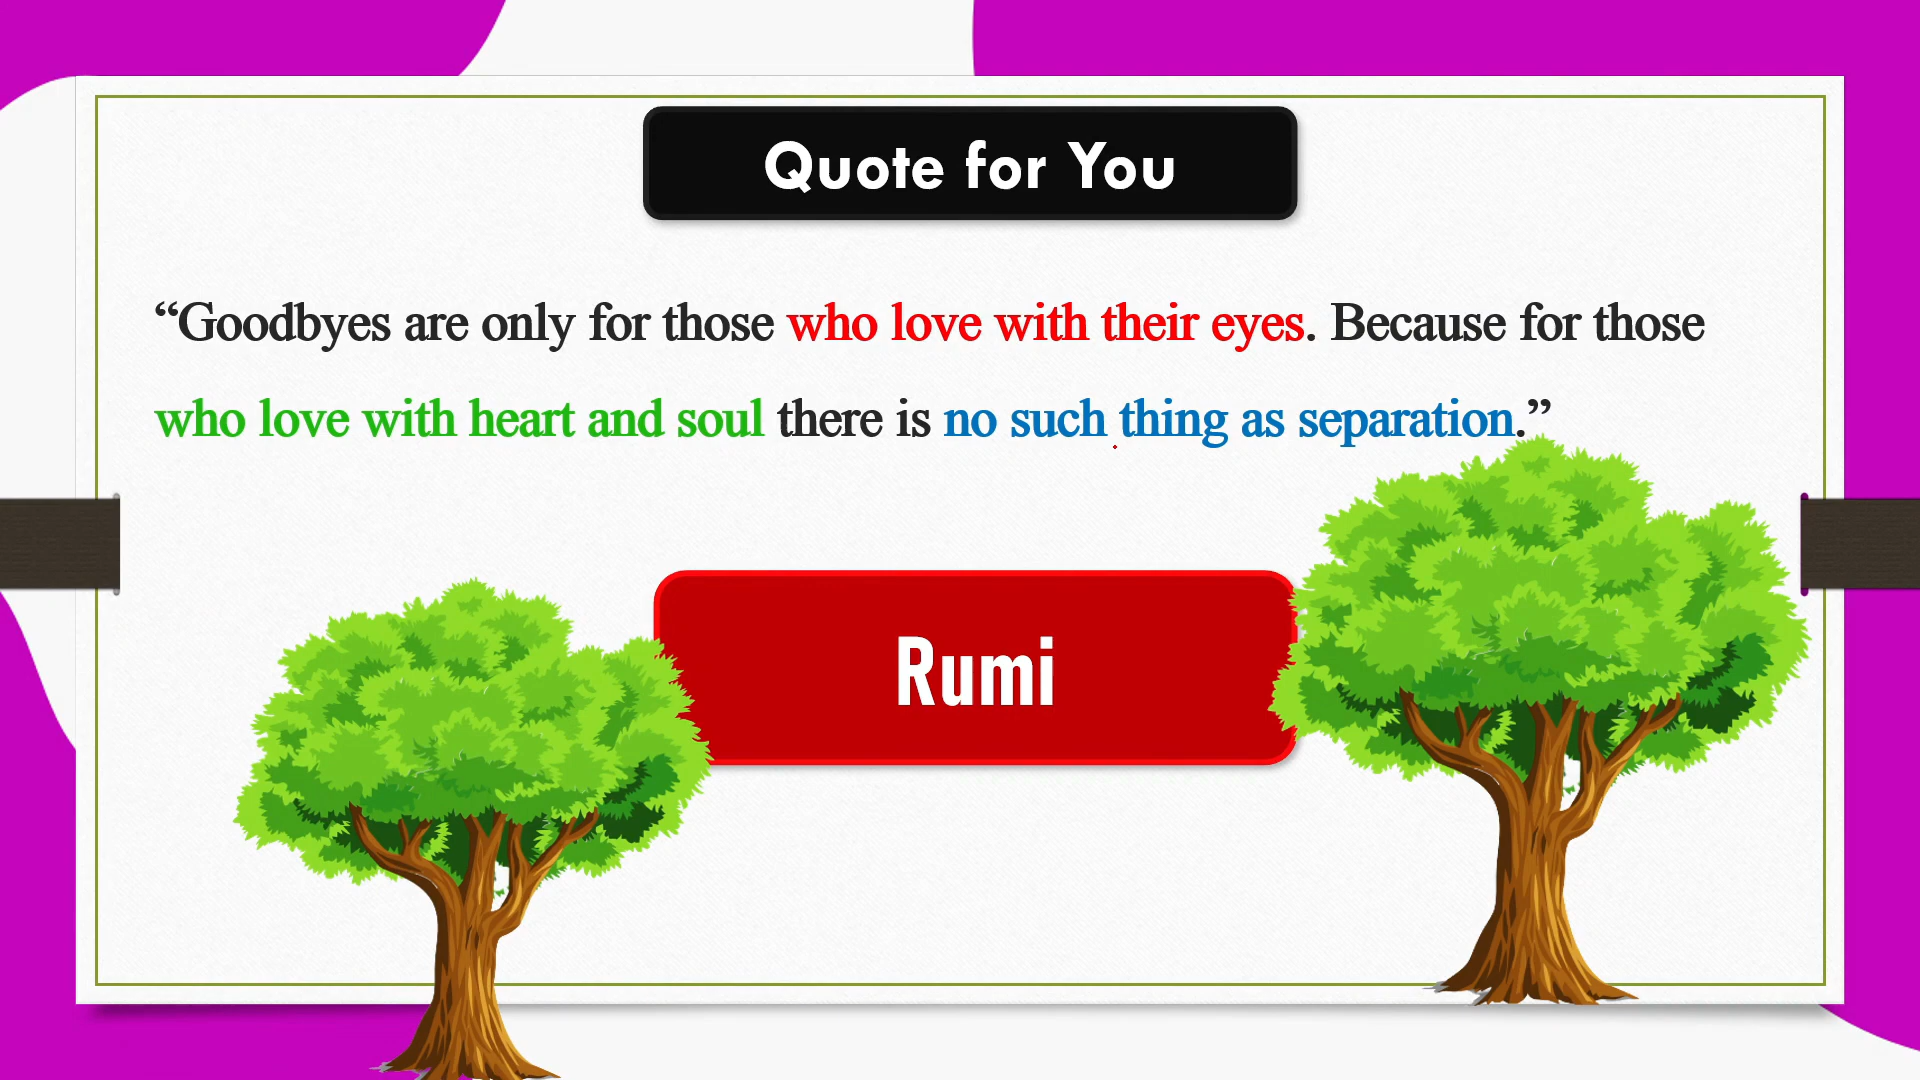 Quote for You
“Goodbyes are only for those who love with their eyes. Because for those
who love with heart and soul there is no such thing as separation.”
Rumi